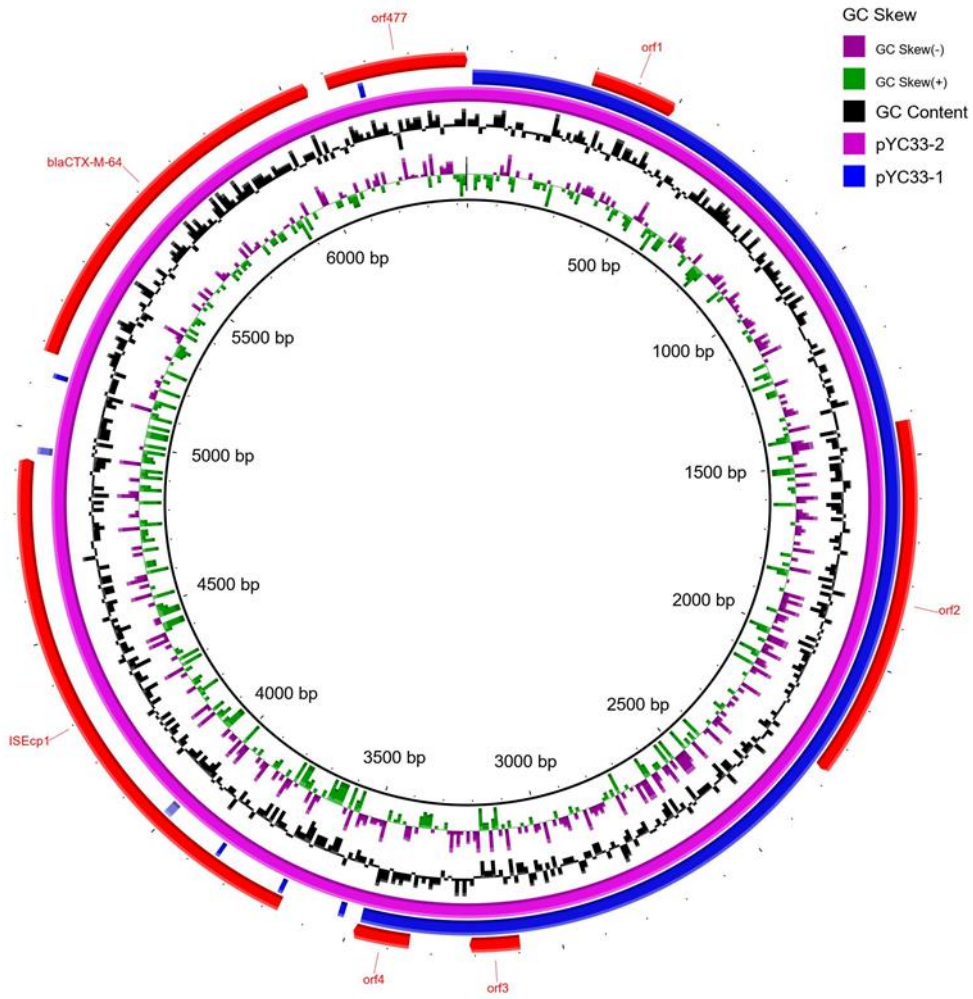 GC Skew
GC Skew(-)
GC Skew(+)
GC Content
pYC33-2
pYC33-1
orf477
orf1
blaCTX-M-64
6000 bp
500 bp
5500 bp
1000 bp
5000 bp
1500 bp
4500 bp
2000 bp
orf2
4000 bp
2500 bp
ISEcp1
3500 bp
3000 bp
orf4
orf3